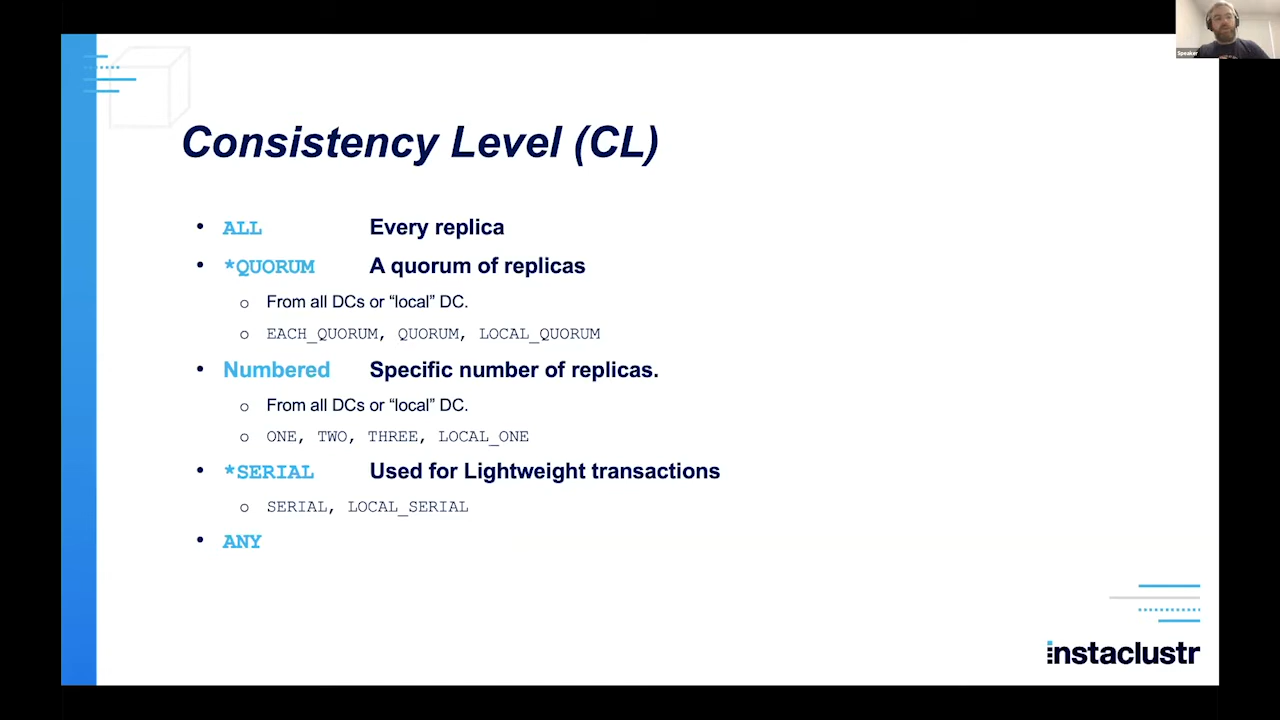 Speaker
Consistency Level (CL)
• ALL Every replica
• *QUORUM A quorum of replicas
o From all DCs or “local” DC.
o EACH_QUORUM, QUORUM, LOCAL_QUORUM
• Numbered Specific number of replicas.
o From all DCs or “local” DC.
o ONE, TWO, THREE, LOCAL_ONE
• *SERIAL Used for Lightweight transactions
o SERIAL, LOCAL_SERIAL
• ANY
instaclustr